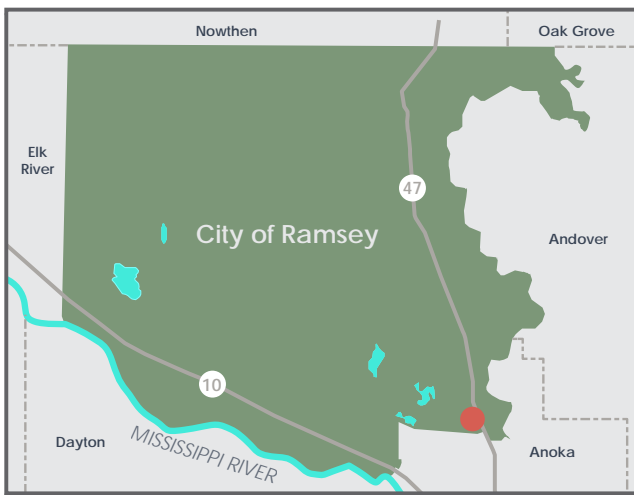 Nowthen
Oak Grove
Elk
River
47
City of Ramsey
Andover
10
Dayton
MISSISSIPPI RIVER
Anoka